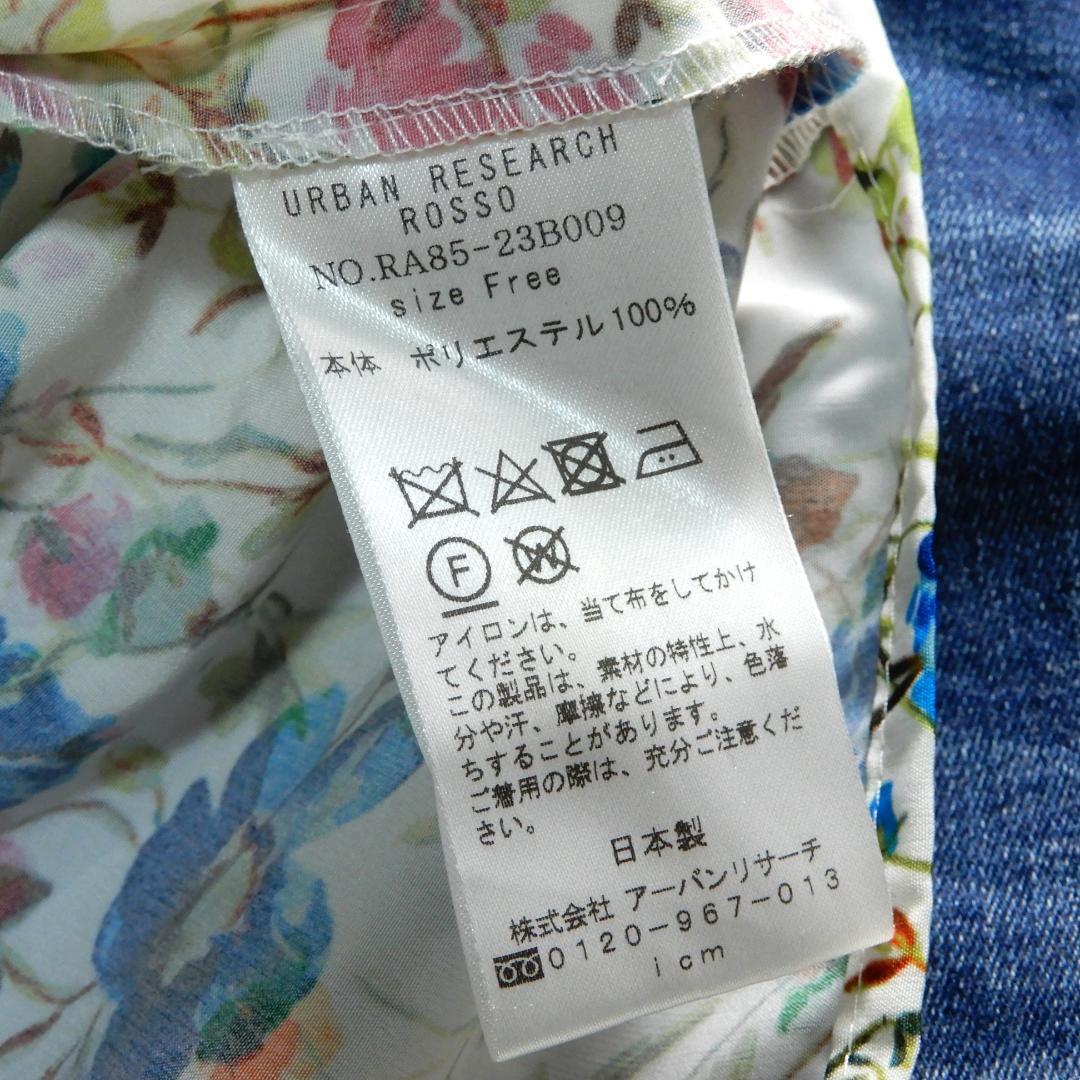 URBAN RESEARCH
ROSSO
NO.RA85-23B009
size Free
本体 ポリエステル100%
F
W
アイロンは、当て布をしてかけ
てください。
この製品は、素材の特性上、水
分や汗、摩擦などにより、色落
ちすることがあります。
ご着用の際は、充分ご注意くだ
さい。
日本製
株式会社 アーバンリサーチ
0120-967-013
icm